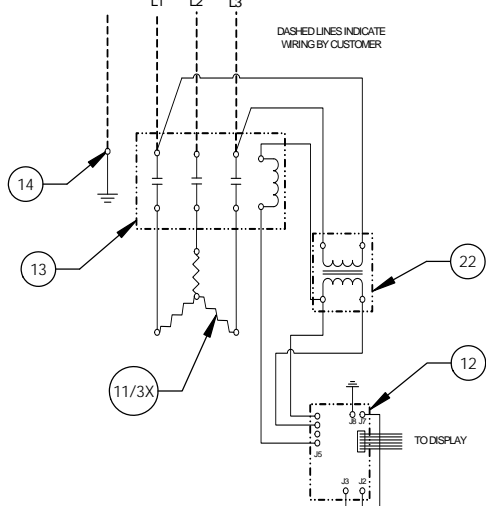 L1 L2 L3
DASHED LINES INDICATE
WIRING BY CUSTOMER
14
13
22
11/3X
12
J8 J7
TO DISPLAY
J5
J3 J2